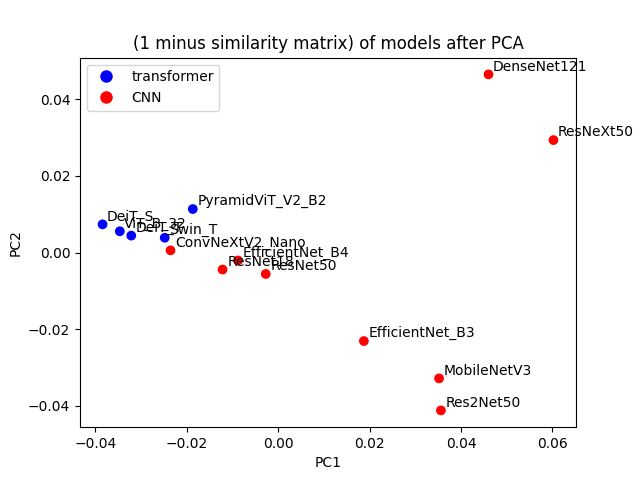 (1 minus similarity matrix) of models after PCA
transformer
CNN
DenseNet121
ResNeXt50
PyramidViT_V2_B2
DeiT_S
ViT_B_32
Swin_T
ConvNeXtV2_Nano
EfficientNet_B4
ResNet18
ResNet50
EfficientNet_B3
MobileNetV3
Res2Net50
PC2
0.04
0.02
0.00
−0.02
−0.04
−0.04
−0.02
0.00
0.02
0.04
0.06
PC1